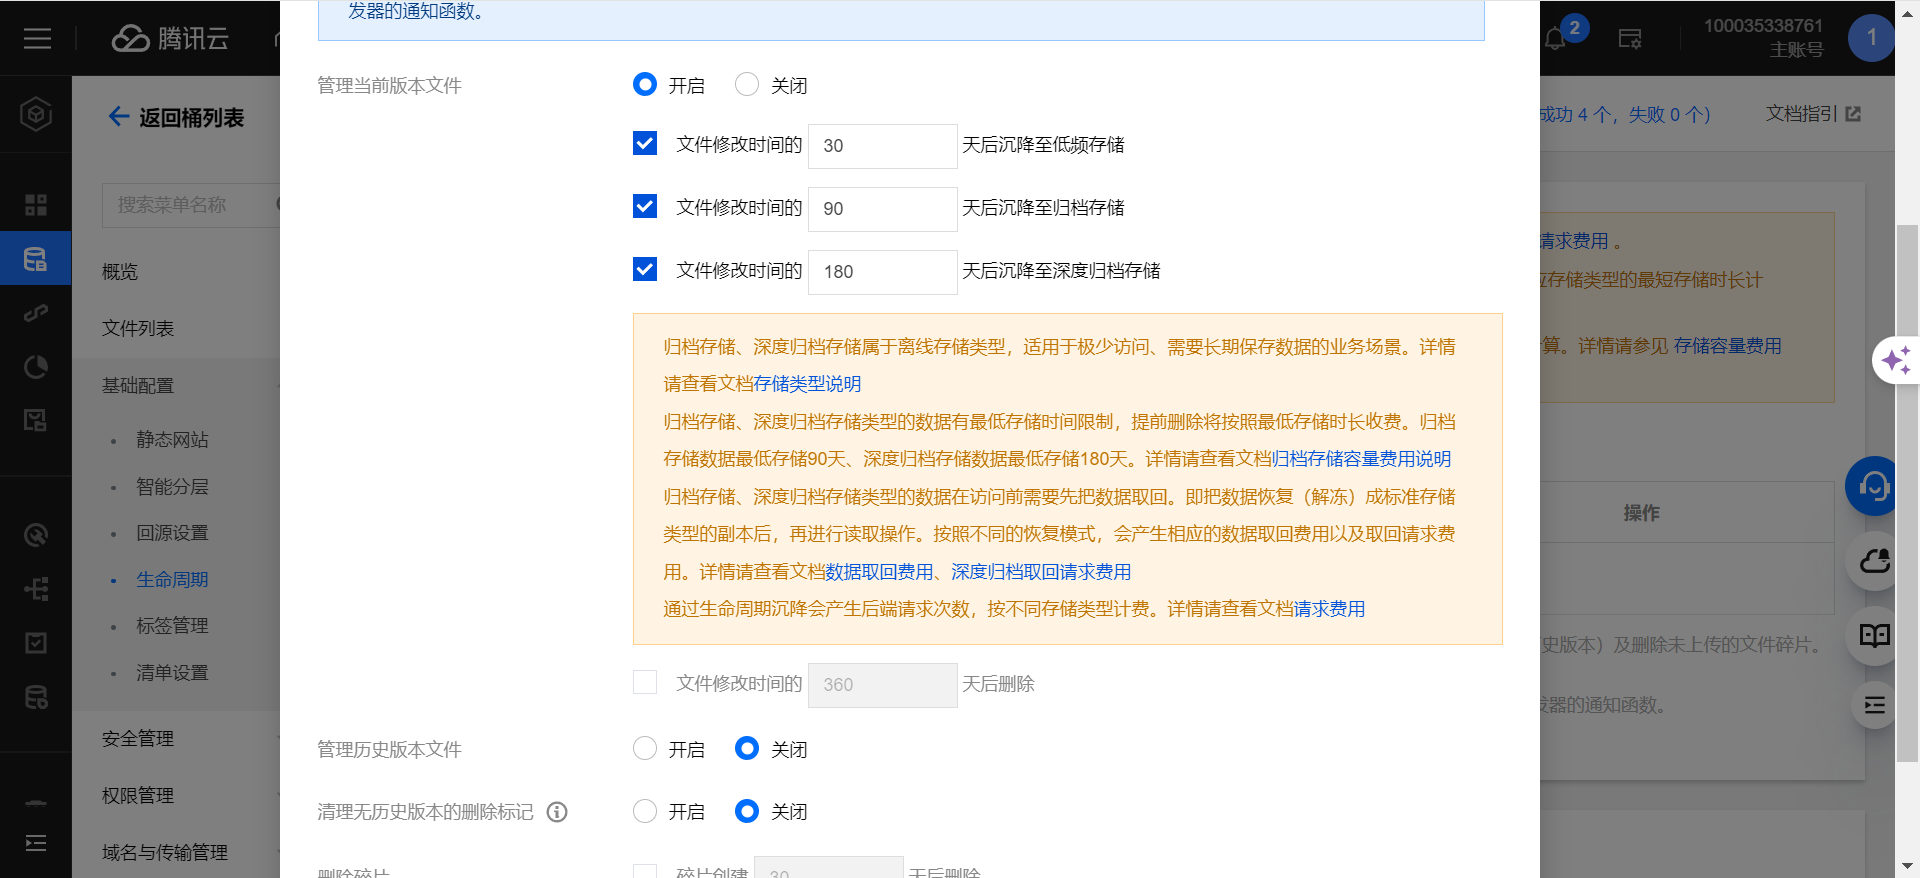 发器的通知函数。
腾讯云
2
100035338761
主账号
1
返回桶列表
搜索菜单名称
概览
文件列表
基础配置
静态网站
智能分层
回源设置
生命周期
标签管理
清单设置
安全管理
权限管理
域名与传输管理
管理当前版本文件
开启
关闭
文件修改时间的 30 天后沉降至低频存储
文件修改时间的 90 天后沉降至归档存储
文件修改时间的 180 天后沉降至深度归档存储
归档存储、深度归档存储属于离线存储类型，适用于极少访问、需要长期保存数据的业务场景。详情
请查看文档存储类型说明
归档存储、深度归档存储类型的数据有最低存储时间限制，提前删除将按照最低存储时长收费。归档
存储数据最低存储90天、深度归档存储数据最低存储180天。详情请查看文档归档存储容量费用说明
归档存储、深度归档存储类型的数据在访问前需要先把数据取回。即把数据恢复（解冻）成标准存储
类型的副本后，再进行读取操作。按照不同的恢复模式，会产生相应的数据取回费用以及取回请求费
用。详情请查看文档数据取回费用、深度归档取回请求费用
通过生命周期沉降会产生后端请求次数，按不同存储类型计费。详情请查看文档请求费用
文件修改时间的 360 天后删除
管理历史版本文件
开启
关闭
清理无历史版本的删除标记
开启
关闭
删除碎片
碎片创建 30 天后删除
成功 4 个，失败 0 个）
文档指引
请求费用 。
应存储类型的最短存储时长计
算。详情请参见 存储容量费用
操作
史版本）及删除未上传的文件碎片。
发器的通知函数。